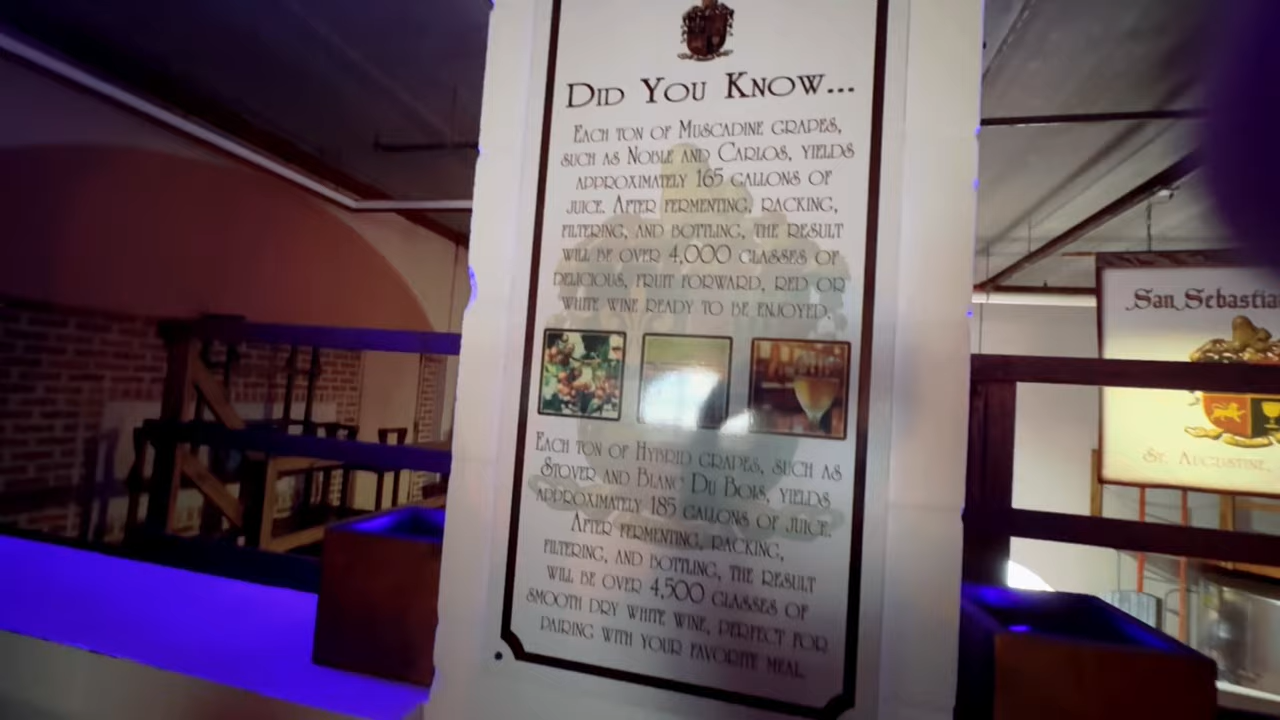 DID YOU KNOW...
EACH TON OF MUSCADINE GRAPES,
SUCH AS NOBLE AND CARLOS, YIELDS
APPROXIMATELY 165 GALLONS OF
JUICE. AFTER FERMENTING, RACKING,
FILTERING, AND BOTTLING, THE RESULT
WILL BE OVER 4,000 GLASSES OF
DELICIOUS, FRUIT FORWARD, RED OR
WHITE WINE READY TO BE ENJOYED.
EACH TON OF HYBRID GRAPES, SUCH AS
STOVER AND BLANC DU BOIS, YIELDS
APPROXIMATELY 185 GALLONS OF JUICE.
AFTER FERMENTING, RACKING,
FILTERING, AND BOTTLING, THE RESULT
WILL BE OVER 4,500 GLASSES OF
SMOOTH DRY WHITE WINE, PERFECT FOR
PAIRING WITH YOUR FAVORITE MEAL.
San Sebastia
ST. AUGUSTINE,